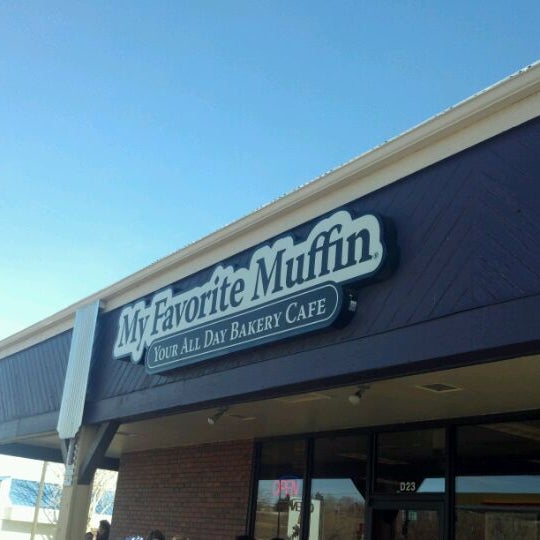 My Favorite Muffin®
Your All Day Bakery Cafe
D23